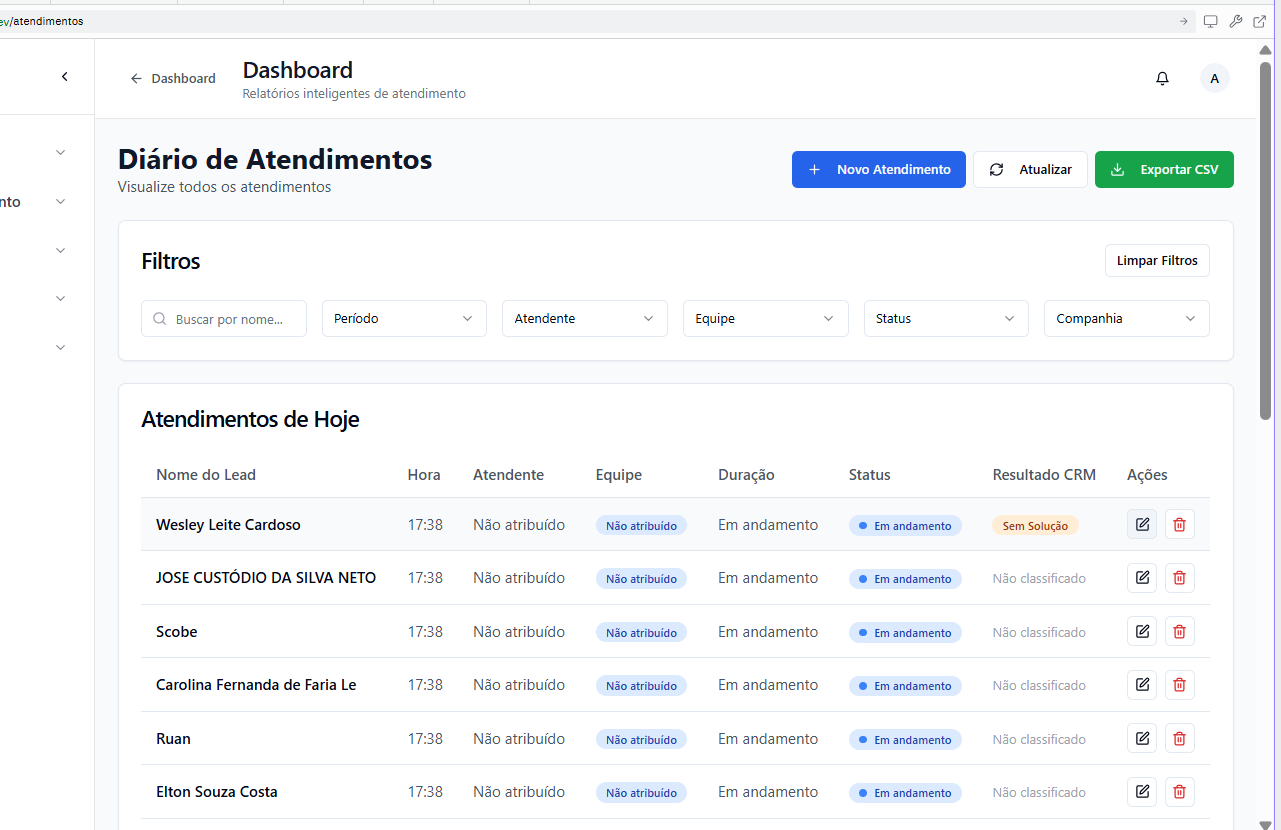 ev/atendimentos
Dashboard
Dashboard
Relatórios inteligentes de atendimento
A
nto
Diário de Atendimentos
Visualize todos os atendimentos
Novo Atendimento
Atualizar
Exportar CSV
Filtros
Limpar Filtros
Buscar por nome...
Período
Atendente
Equipe
Status
Companhia
Atendimentos de Hoje
Nome do Lead Hora Atendente Equipe Duração Status Resultado CRM Ações
Wesley Leite Cardoso 17:38 Não atribuído Não atribuído Em andamento Em andamento Sem Solução
JOSE CUSTÓDIO DA SILVA NETO 17:38 Não atribuído Não atribuído Em andamento Em andamento Não classificado
Scobe 17:38 Não atribuído Não atribuído Em andamento Em andamento Não classificado
Carolina Fernanda de Faria Le 17:38 Não atribuído Não atribuído Em andamento Em andamento Não classificado
Ruan 17:38 Não atribuído Não atribuído Em andamento Em andamento Não classificado
Elton Souza Costa 17:38 Não atribuído Não atribuído Em andamento Em andamento Não classificado